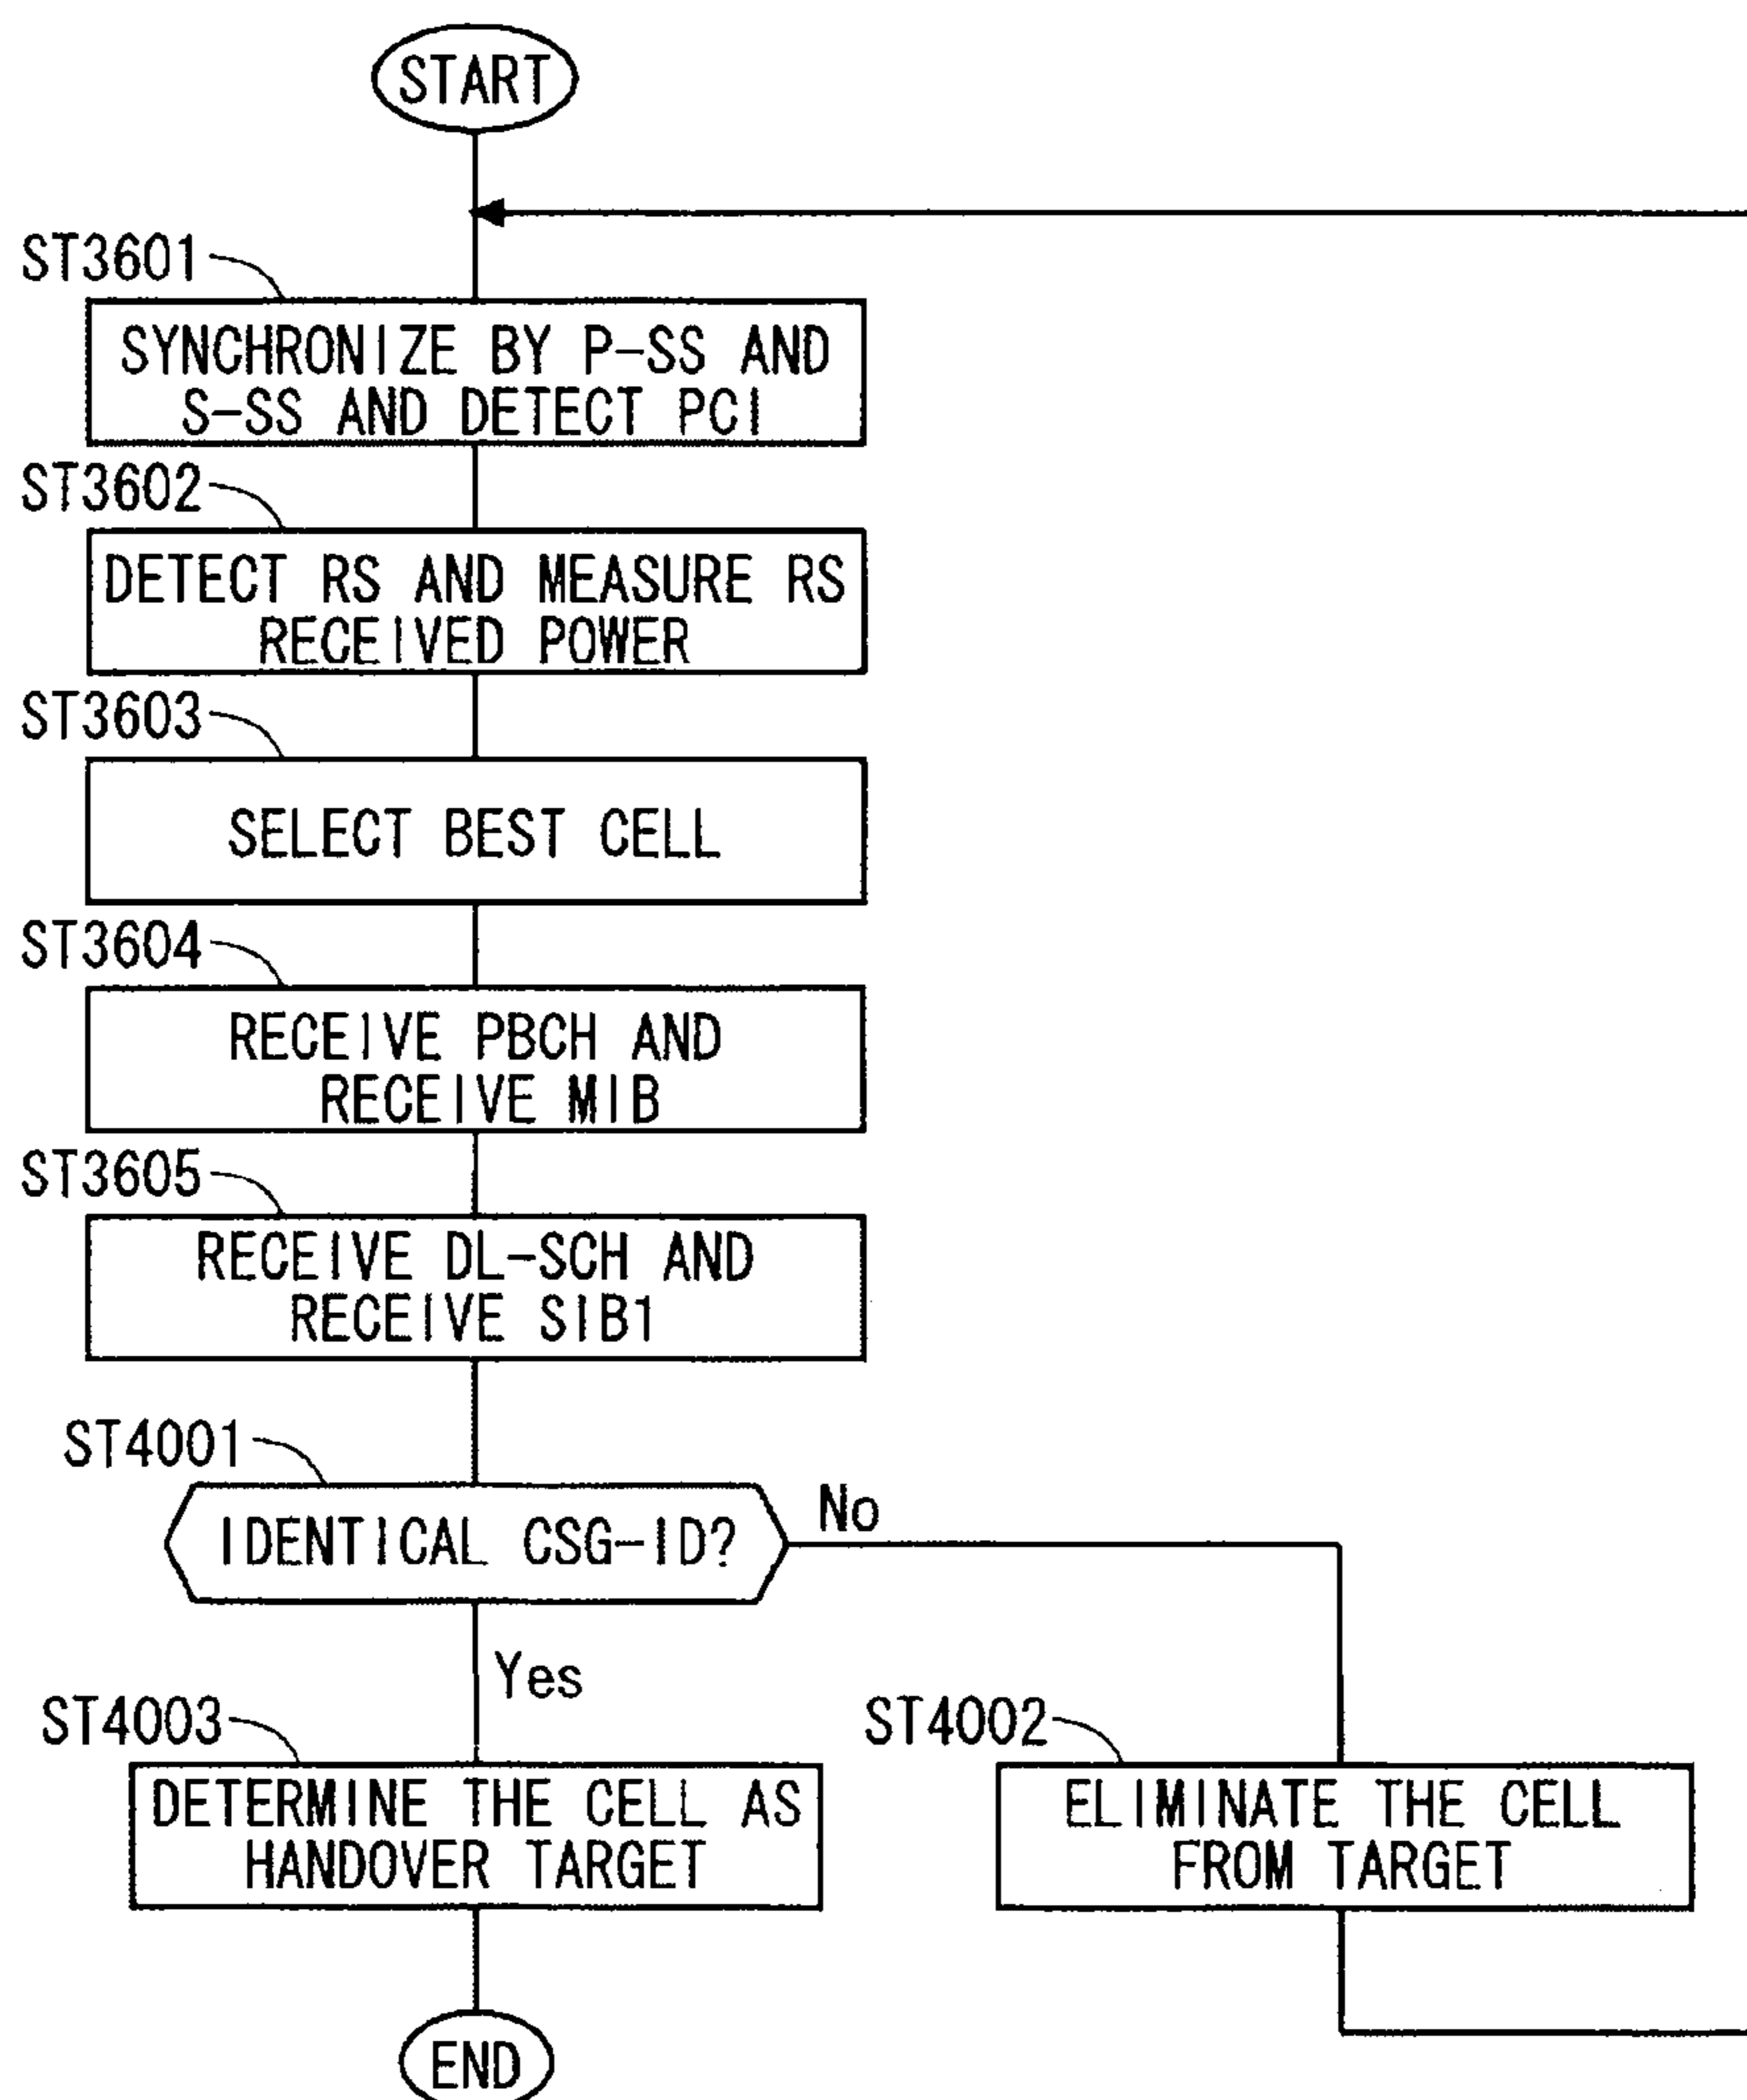 START
ST3601
SYNCHRONIZE BY P-SS AND
S-SS AND DETECT PCI
ST3602
DETECT RS AND MEASURE RS
RECEIVED POWER
ST3603
SELECT BEST CELL
ST3604
RECEIVE PBCH AND
RECEIVE MIB
ST3605
RECEIVE DL-SCH AND
RECEIVE SIB1
ST4001
IDENTICAL CSG-ID?
No
Yes
ST4003
DETERMINE THE CELL AS
HANDOVER TARGET
ST4002
ELIMINATE THE CELL
FROM TARGET
END